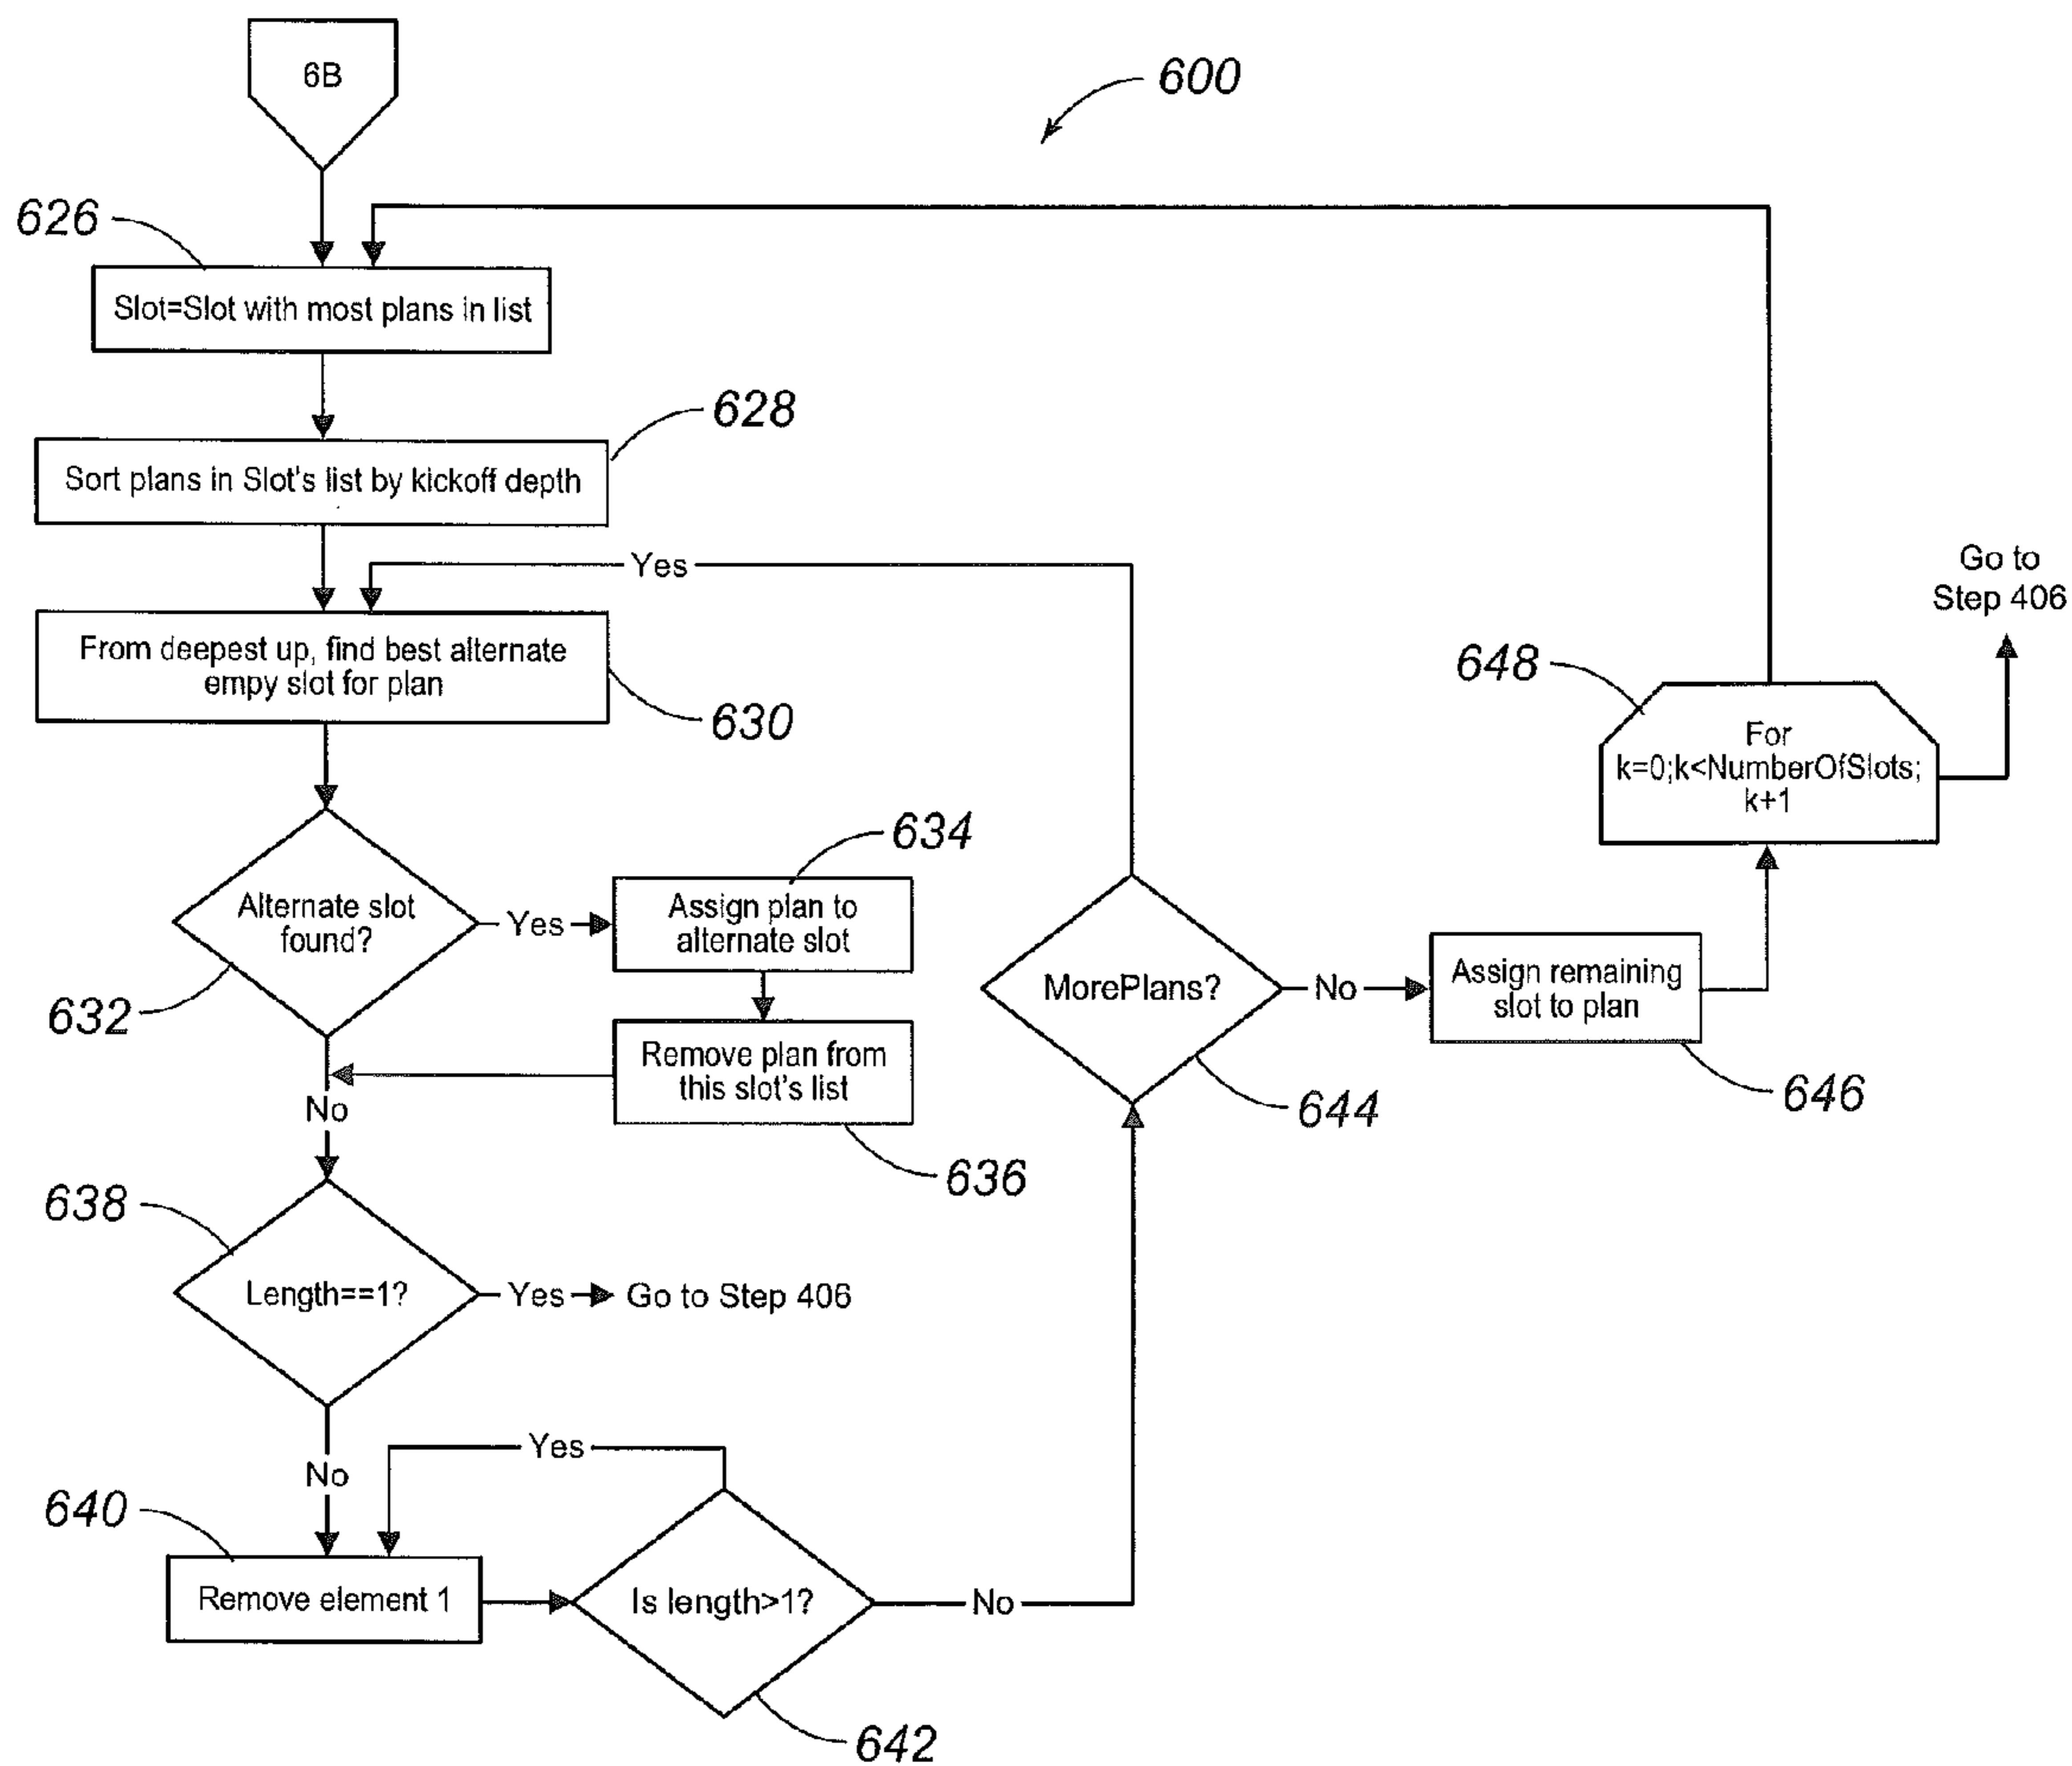 6B
600
626
Slot=Slot with most plans in list
628
Sort plans in Slot's list by kickoff depth
Yes
From deepest up, find best alternate
empy slot for plan
630
Go to
Step 406
648
For
k=0;k<NumberOfSlots;
k+1
634
Alternate slot
found?
Yes
Assign plan to
alternate slot
632
MorePlans?
No
Assign remaining
slot to plan
646
Remove plan from
this slot's list
No
644
636
638
Length==1?
Yes
Go to Step 406
No
Yes
640
Remove element 1
Is length>1?
No
642